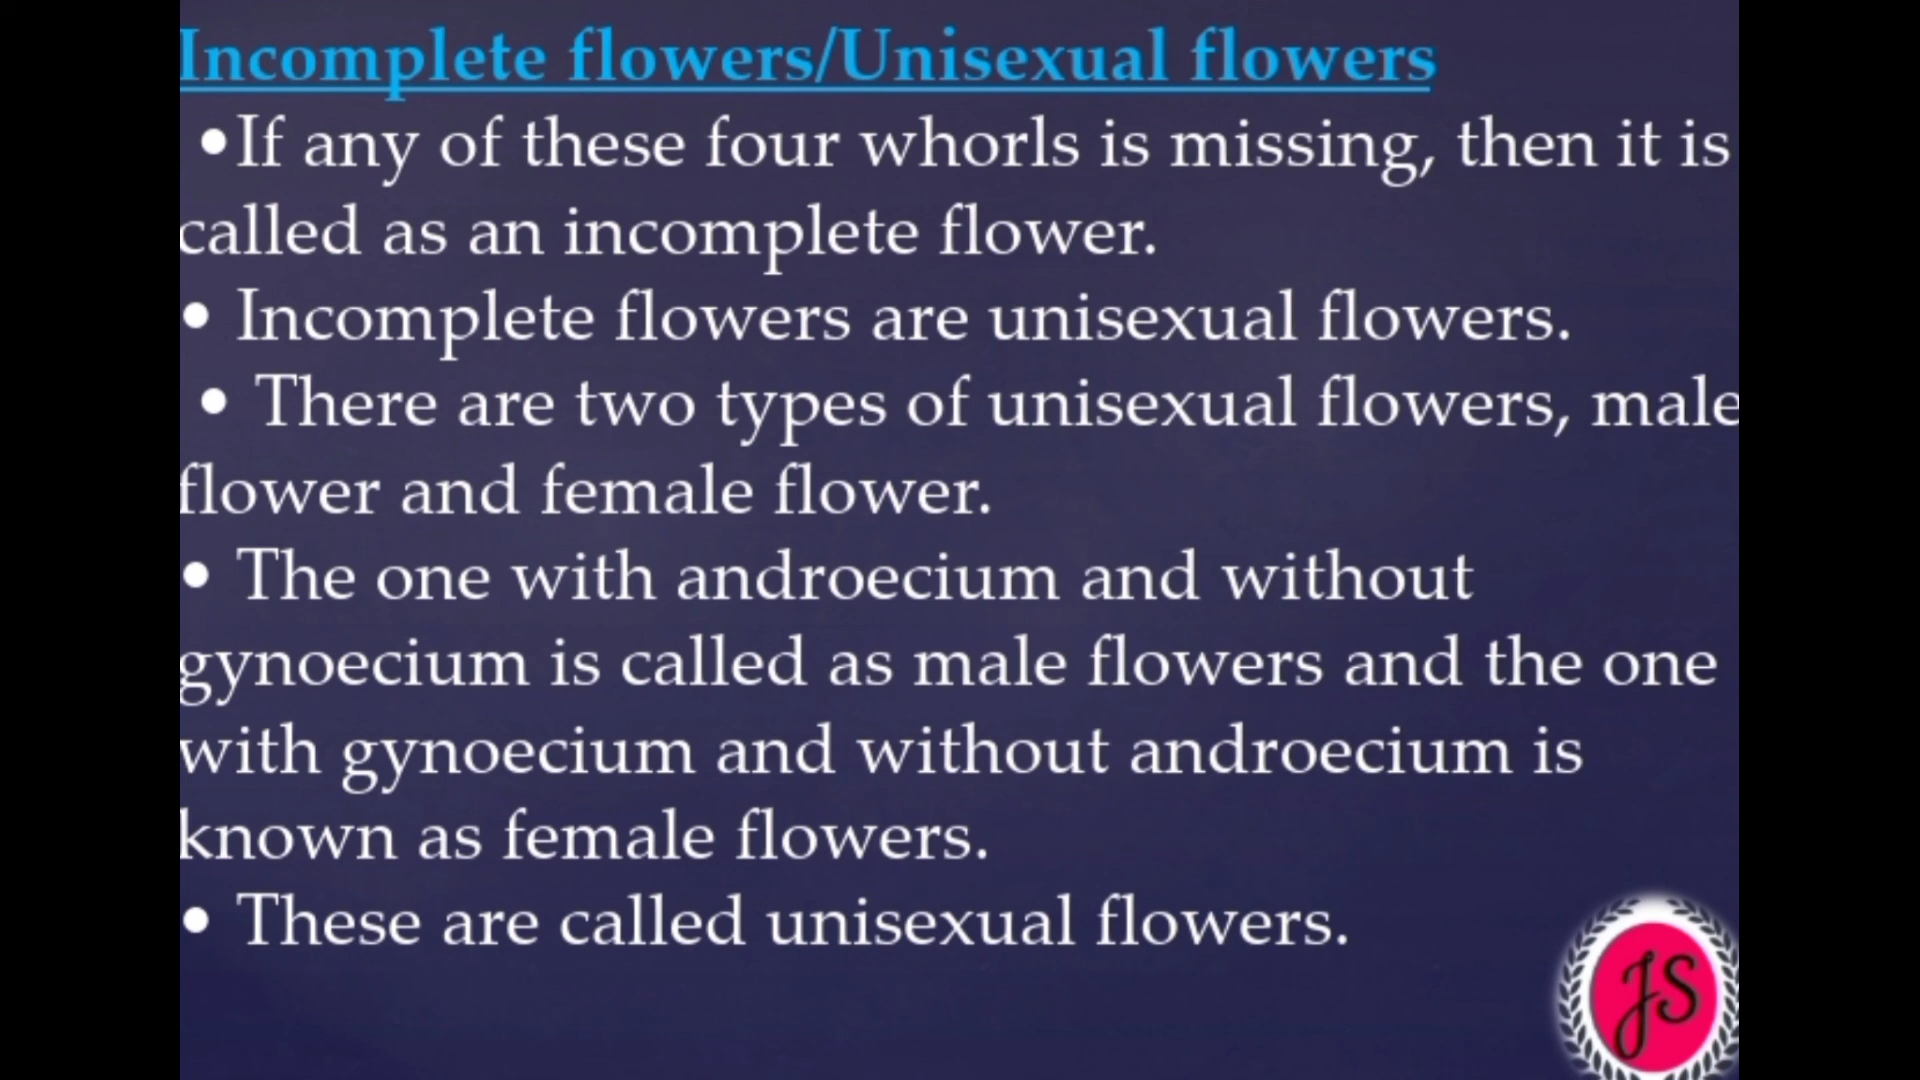 Incomplete flowers/Unisexual flowers
•If any of these four whorls is missing, then it is
called as an incomplete flower.
• Incomplete flowers are unisexual flowers.
• There are two types of unisexual flowers, male
flower and female flower.
• The one with androecium and without
gynoecium is called as male flowers and the one
with gynoecium and without androecium is
known as female flowers.
• These are called unisexual flowers.
JS